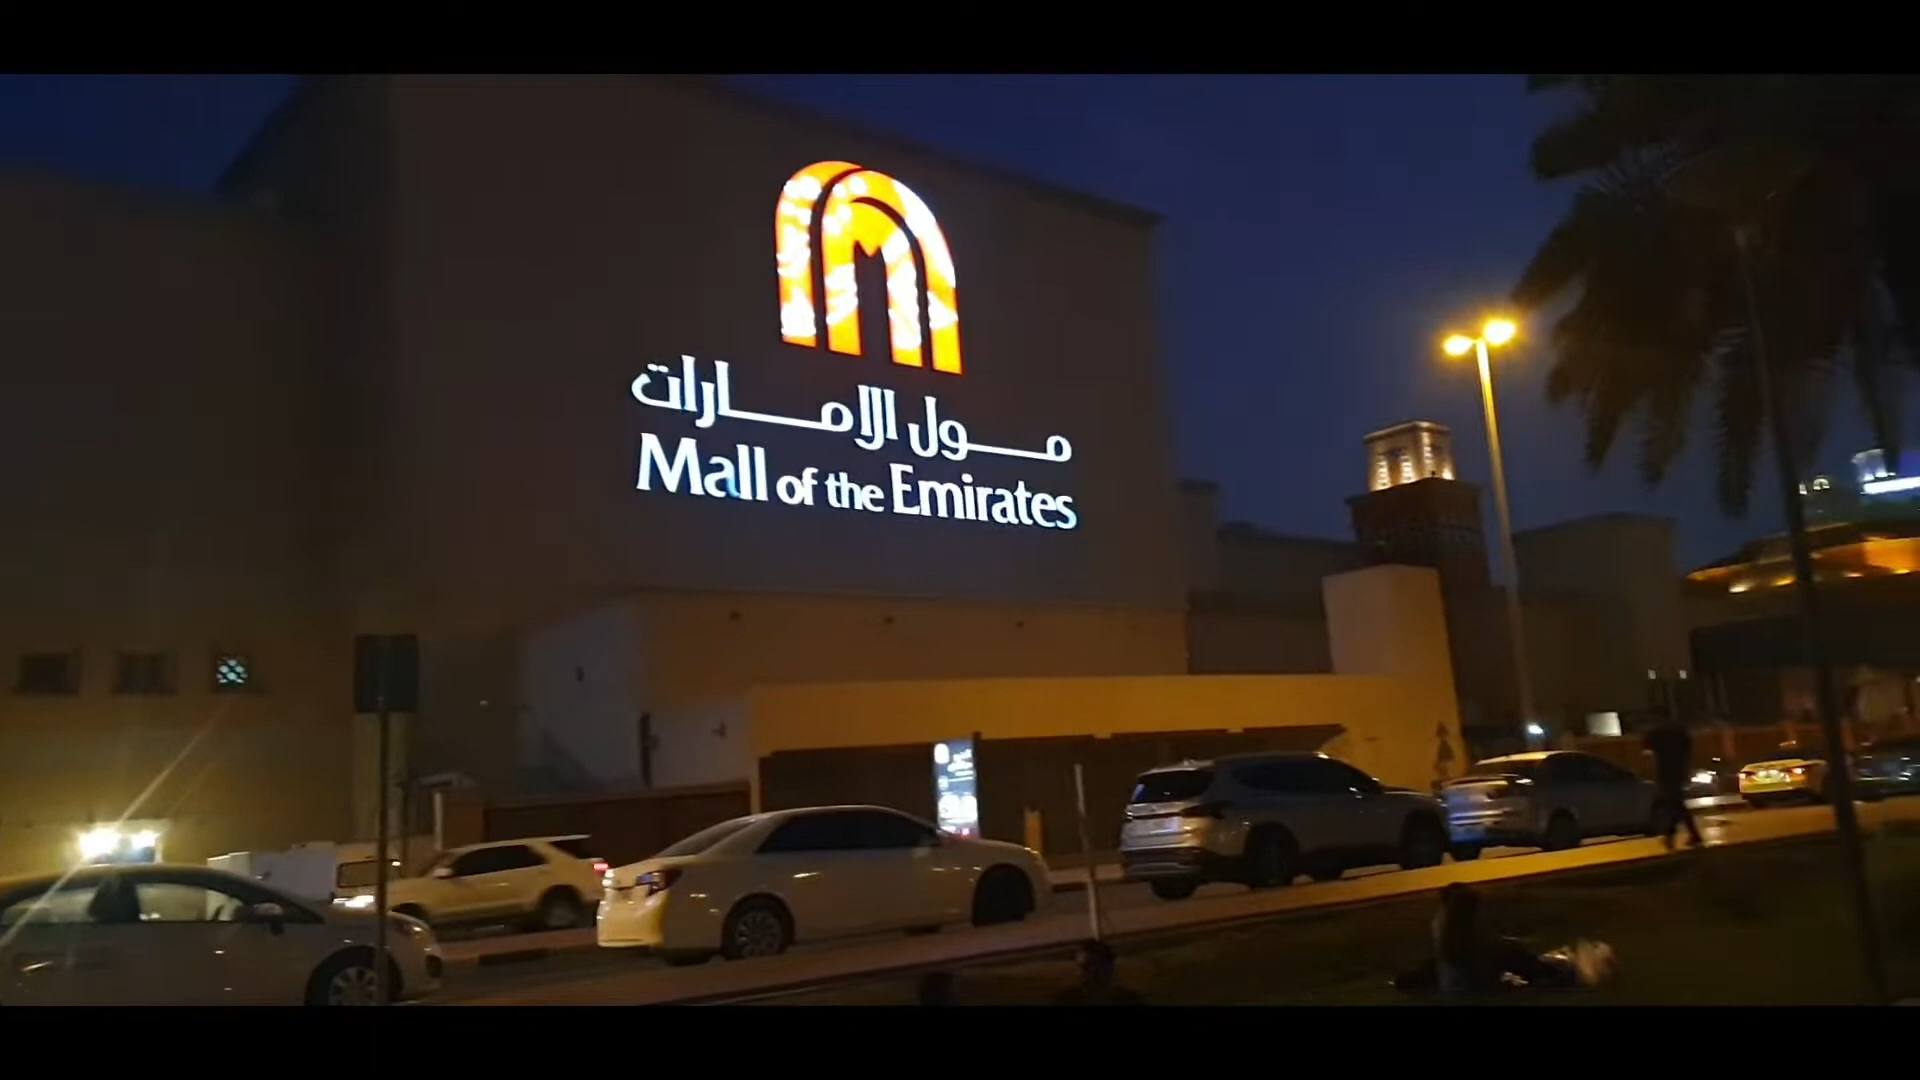 مول الإمارات
Mall of the Emirates